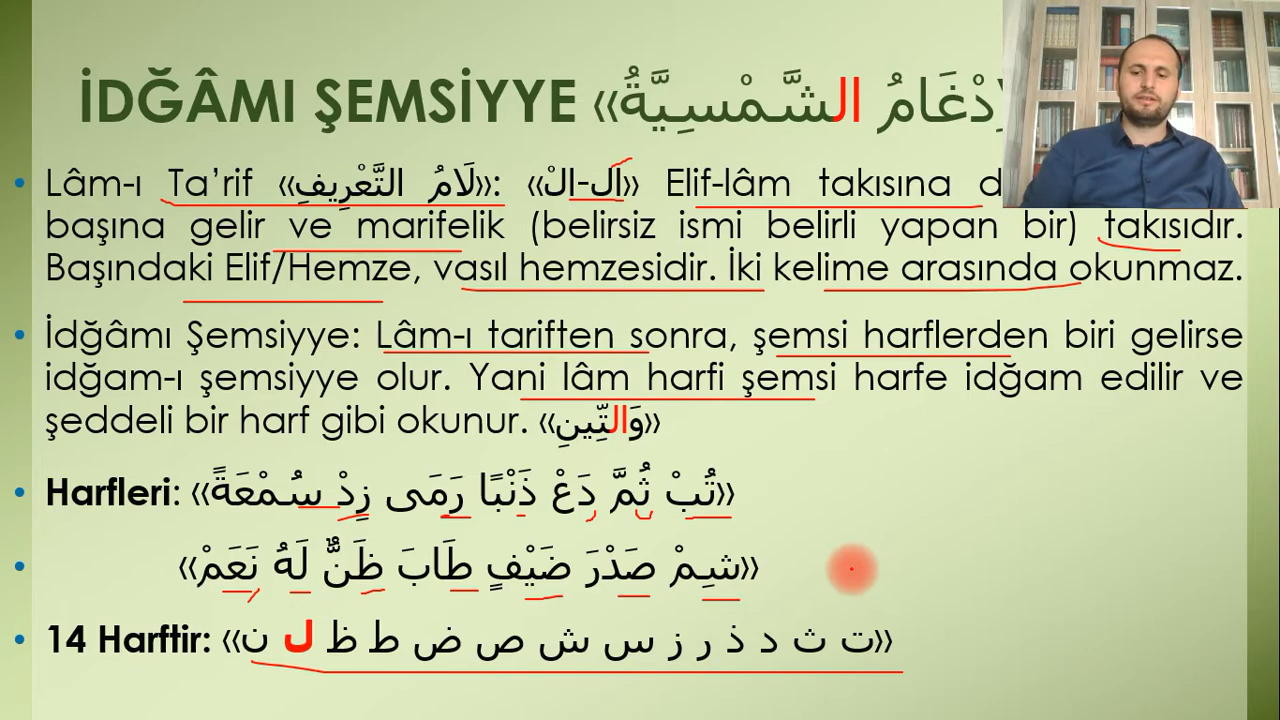 İDĞÂMI ŞEMSİYYE «اِدْغَامُ الشَّمْسِيَّةُ»
• Lâm-ı Ta’rif «لَامُ التَّعْرِيفِ»: «اَل-الْ» Elif-lâm takısına
başına gelir ve marifelik (belirsiz ismi belirli yapan bir) takısıdır.
Başındaki Elif/Hemze, vasıl hemzesidir. İki kelime arasında okunmaz.
• İdğâmı Şemsiyye: Lâm-ı tariften sonra, şemsi harflerden biri gelirse
idğam-ı şemsiyye olur. Yani lâm harfi şemsi harfe idğam edilir ve
şeddeli bir harf gibi okunur. «وَالتّ۪ينِ»
• Harfleri: «تُبْ ثُمَّ دَعْ ذَنْبًا رَمَى زِدْ سُمْعَةً»
• «شِمْ صَدْرَ ضَيْفٍ طَابَ ظَنٌّ لَهُ نَعَمْ»
• 14 Harftir: «ت ث د ذ ر ز س ش ص ض ط ظ ل ن»